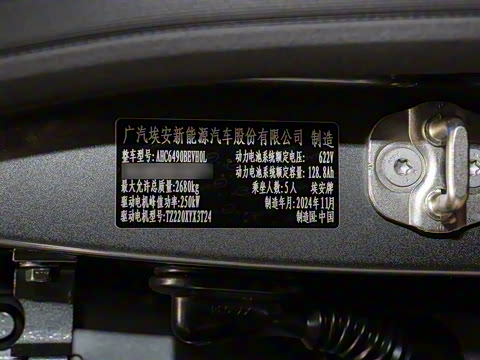 广汽埃安新能源汽车股份有限公司 制造
整车型号: AHC6490BEVH0L 动力电池系统额定电压: 622V
动力电池系统额定容量: 128.8Ah
最大允许总质量: 2680kg 乘坐人数: 5人 埃安牌
驱动电机峰值功率: 250kW 制造年月: 2024年11月
驱动电机型号: TZ220XYX3T24 制造国: 中国